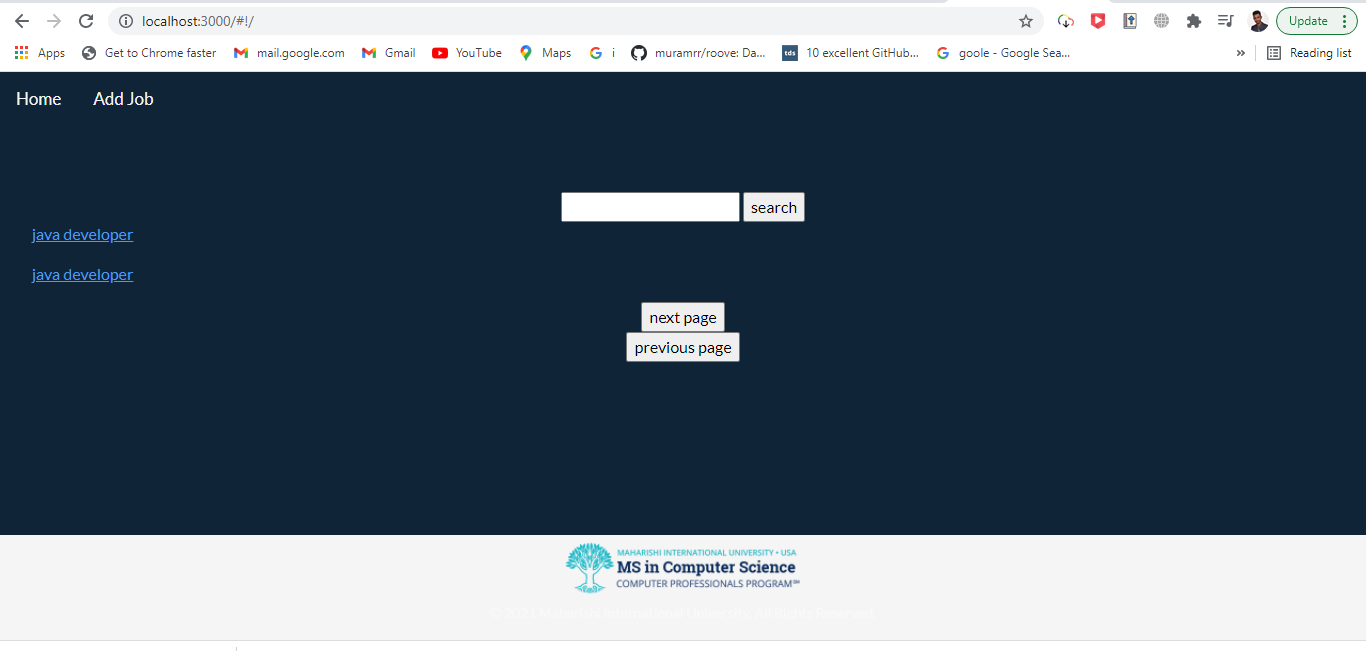 localhost:3000/#!/
Update
Apps Get to Chrome faster mail.google.com Gmail YouTube Maps i muramrr/roove: Da... tds 10 excellent GitHub... goole - Google Sea... » Reading list
Home Add Job
search
java developer
java developer
next page
previous page
MAHARISHI INTERNATIONAL UNIVERSITY • USA
MS in Computer Science
COMPUTER PROFESSIONALS PROGRAM℠
Maharishi International University, All Rights Reserved.